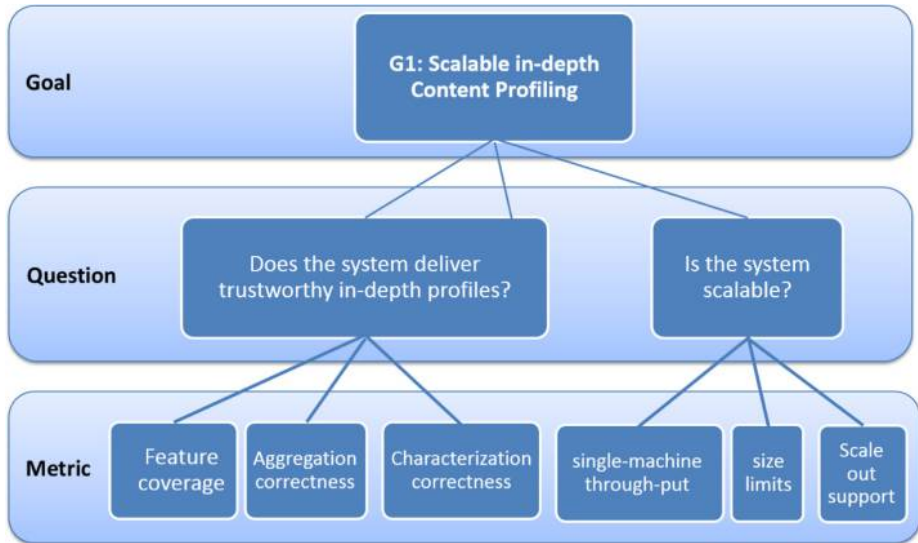 Goal
G1: Scalable in-depth
Content Profiling
Question
Does the system deliver
trustworthy in-depth profiles?
Is the system
scalable?
Metric
Feature
coverage
Aggregation
correctness
Characterization
correctness
single-machine
through-put
size
limits
Scale
out
support